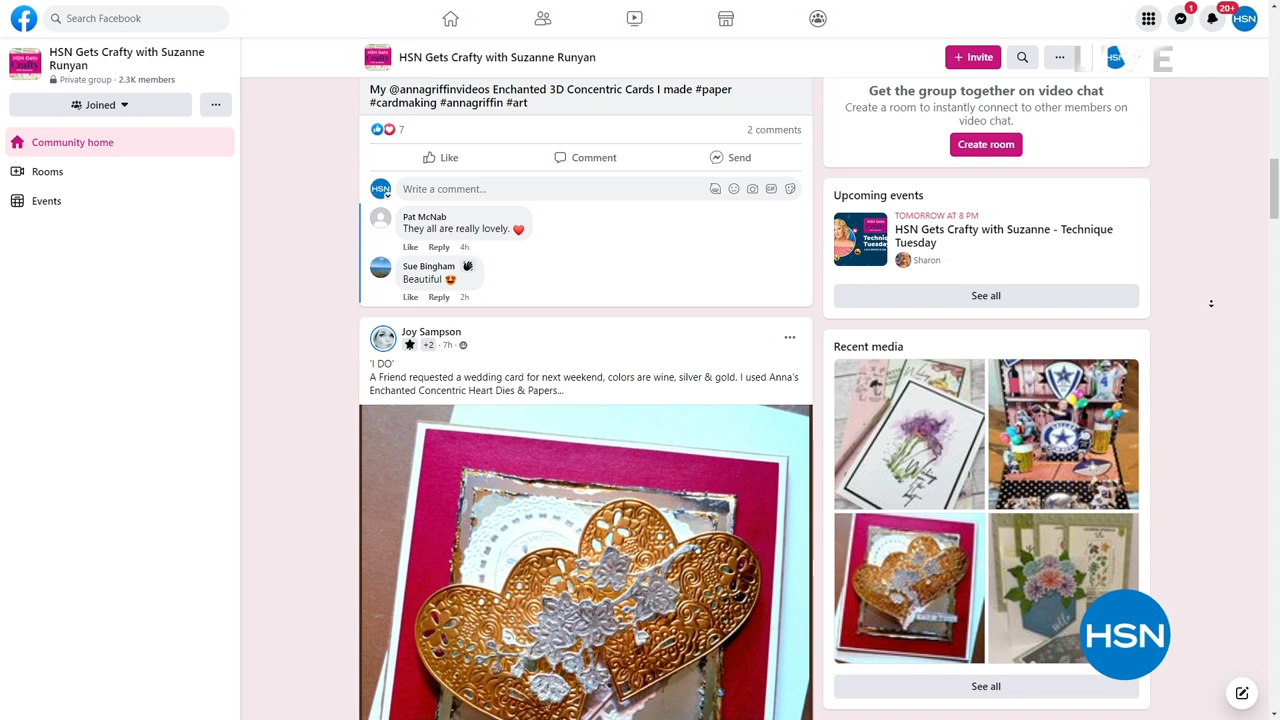 Search Facebook
1
20+
HSN
HSN Gets Crafty with Suzanne
Runyan
Private group · 2.3K members
Joined
Community home
Rooms
Events
HSN Gets Crafty with Suzanne Runyan
+ Invite
LIVE
My @annagriffinvideos Enchanted 3D Concentric Cards I made #paper
#cardmaking #annagriffin #art
7
2 comments
Like
Comment
Send
HSN
Write a comment...
GIF
Pat McNab
They all are really lovely.
Like Reply 4h
Sue Bingham
Beautiful
Like Reply 2h
Joy Sampson
+2 · 7h ·
'I DO'
A Friend requested a wedding card for next weekend, colors are wine, silver & gold. I used Anna's
Enchanted Concentric Heart Dies & Papers...
Get the group together on video chat
Create a room to instantly connect to other members on
video chat.
Create room
Upcoming events
TOMORROW AT 8 PM
HSN Gets Crafty with Suzanne - Technique
Tuesday
Sharon
See all
Recent media
HSN
See all